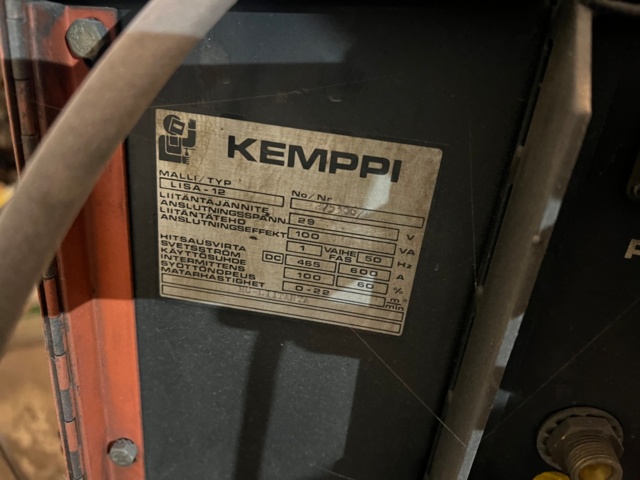 KEMPPI
MALLI/TYP
LISA-12
No/Nr
LIITÄNTÄJÄNNITE
ANSLUTNINGSSPÄNN.
29 V
LIITÄNTÄTEHO
ANSLUTNINGSEFFEKT
100 VA
1 VAIHE FAS 50 Hz
HITSAUSVIRTA
SVETSSTRÖM
DC 465 600 A
KÄYTTÖSUHDE
INTERMITTENS
100 60 %
SYÖTTÖNOPEUS
MATARHASTIGHET
0-22 m/min